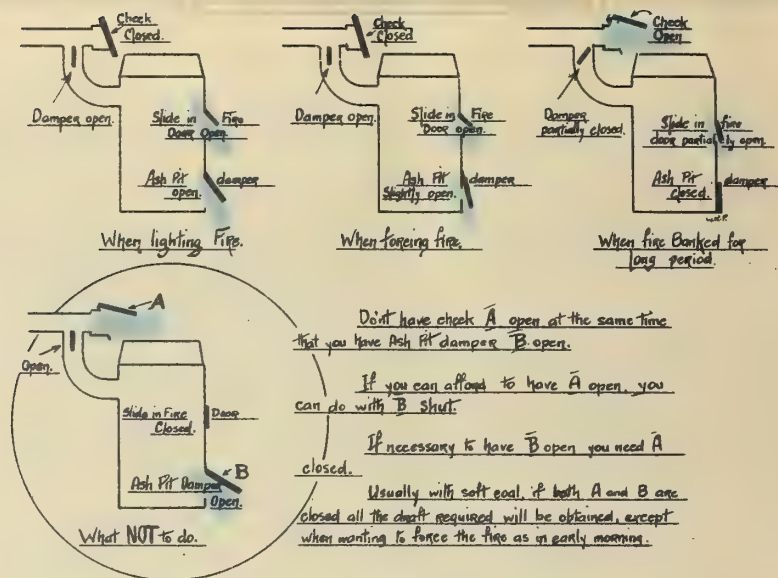 Check
Closed.
Damper open.
Slide in Fire
Door Open.
Ash Pit damper
open.
When lighting Fire.
Check
Closed
Damper open.
Slide in Fire
Door open.
Ash Pit damper
Slightly open.
When forcing fire.
Check
Open
Damper
partially closed.
Slide in fire
door partially open.
Ash Pit damper
closed.
When fire Banked for
long period.
A
Open.
Slide in Fire Door
Closed.
B
Ash Pit Damper
Open.
What NOT to do.
Don't have check A open at the same time
that you have Ash Pit damper B open.
If you can afford to have A open, you
can do with B shut.
If necessary to have B open you need A
closed.
Usually with soft coal, if both A and B are
closed all the draft required will be obtained, except
when wanting to force the fire as in early morning.